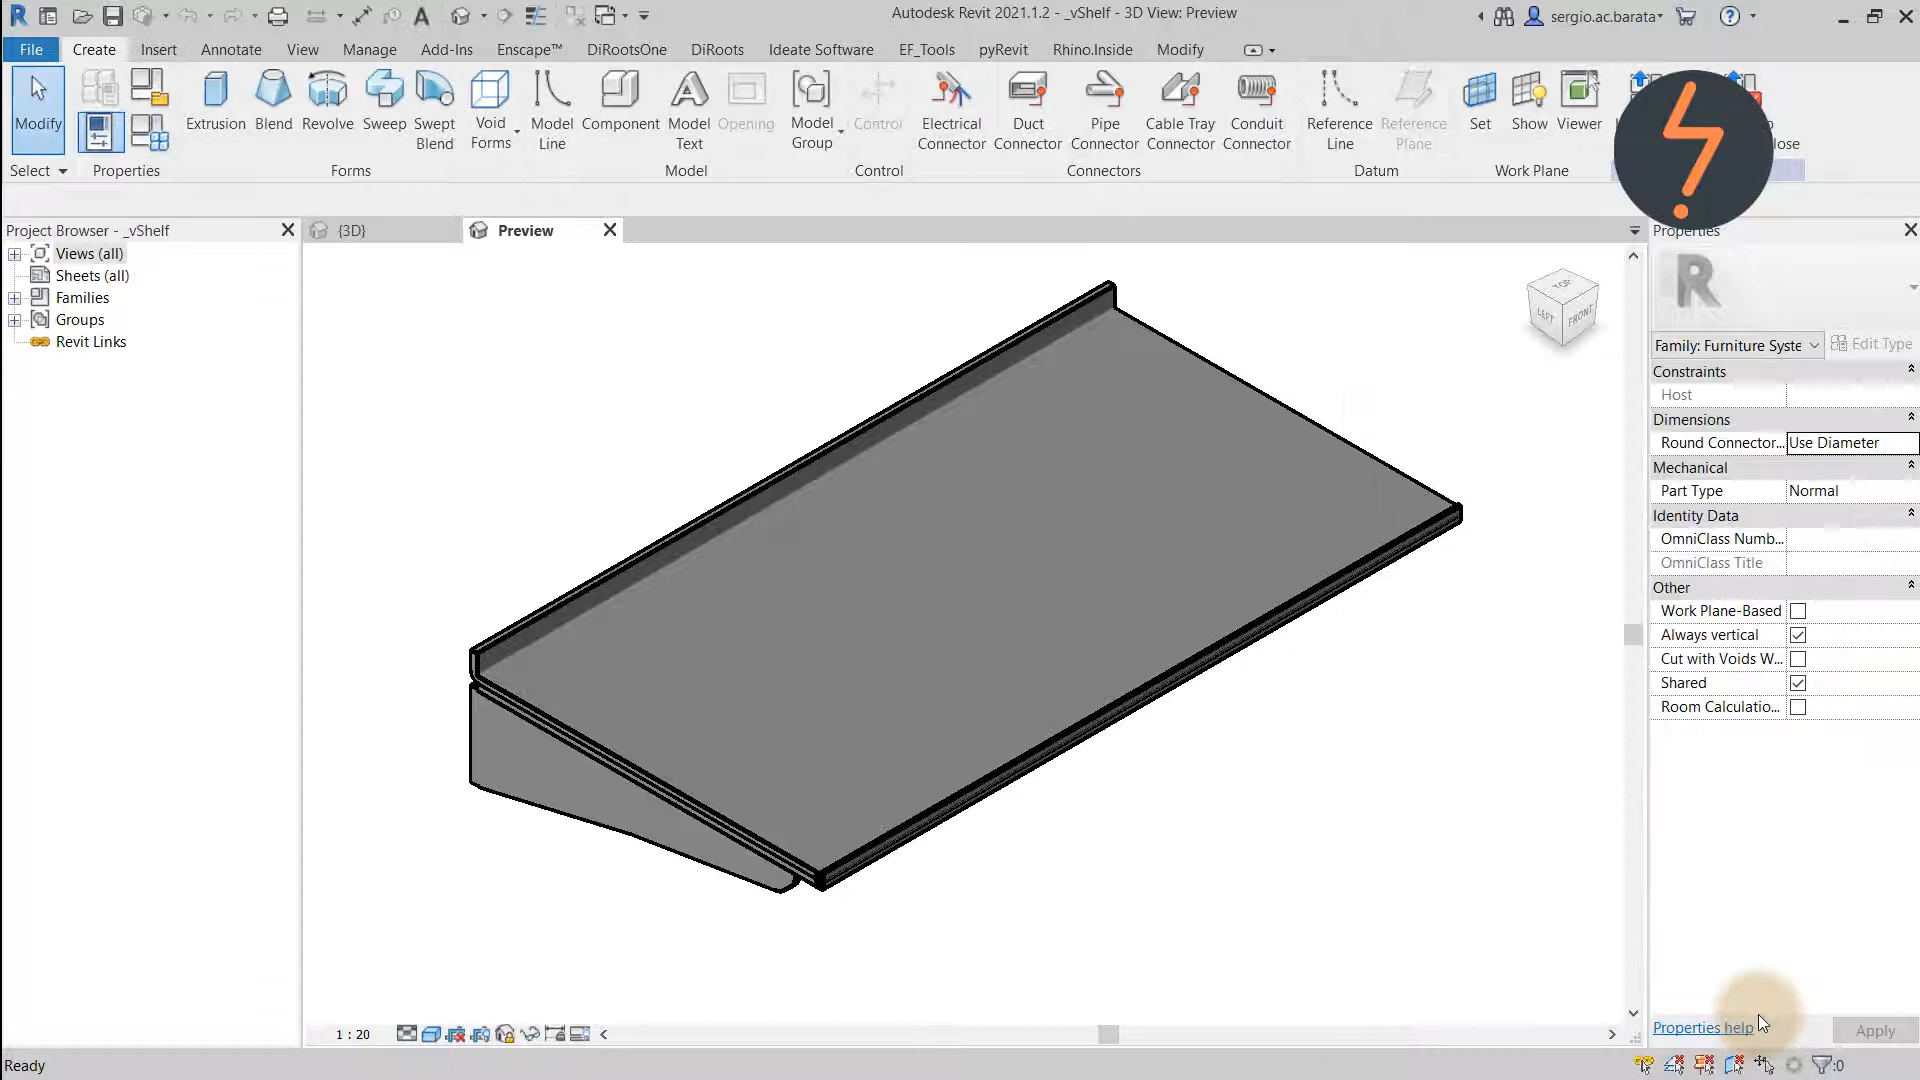 Autodesk Revit 2021.1.2 - _vShelf - 3D View: Preview
sergio.ac.barata
File Create Insert Annotate View Manage Add-Ins Enscape™ DiRootsOne DiRoots Ideate Software EF_Tools pyRevit Rhino.Inside Modify
Modify Extrusion Blend Revolve Sweep Swept Blend Void Forms Model Line Component Model Text Opening Model Group Control Electrical Connector Duct Connector Pipe Connector Cable Tray Connector Conduit Connector Reference Line Reference Plane Set Show Viewer
Select Properties Forms Model Control Connectors Datum Work Plane
Project Browser - _vShelf
{3D}
Preview
Properties
Views (all)
Sheets (all)
Families
Groups
Revit Links
TOP
LEFT
FRONT
R
Family: Furniture Syste
Edit Type
Constraints
Host
Dimensions
Round Connector... Use Diameter
Mechanical
Part Type Normal
Identity Data
OmniClass Numb...
OmniClass Title
Other
Work Plane-Based
Always vertical
Cut with Voids W...
Shared
Room Calculatio...
Properties help
Apply
1 : 20
Ready
:0